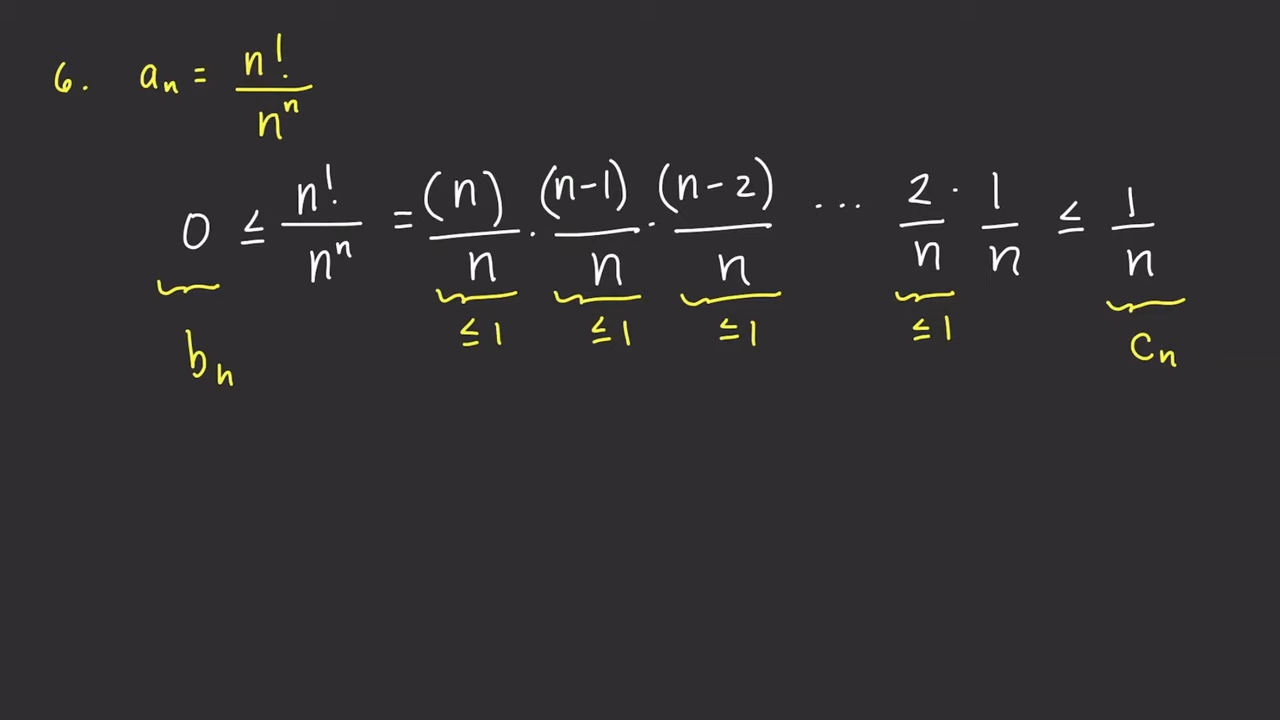 6. aₙ = n!/nⁿ
0 ≤ n!/nⁿ = (n)/n · (n-1)/n · (n-2)/n ... 2/n · 1/n ≤ 1/n
≤1 ≤1 ≤1 ≤1
bₙ cₙ